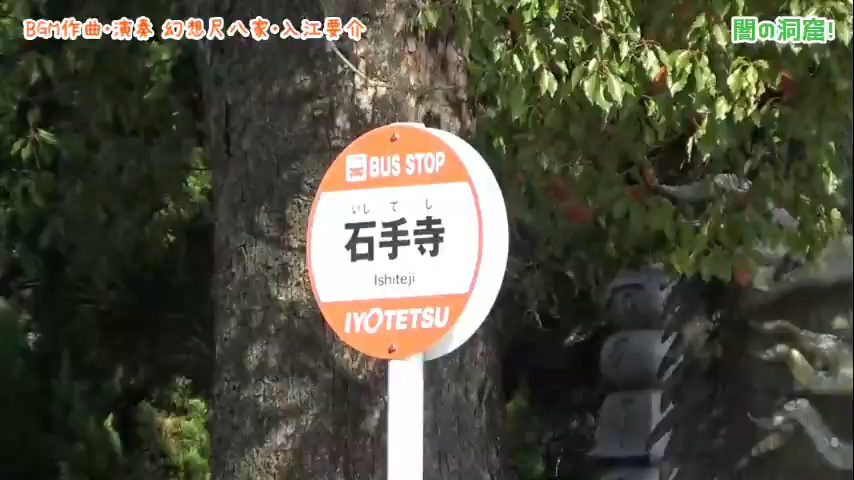 BGM作曲・演奏 幻想尺八家・入江要介
闇の洞窟!
BUS STOP
いし て し
石手寺
Ishiteji
IYOTETSU